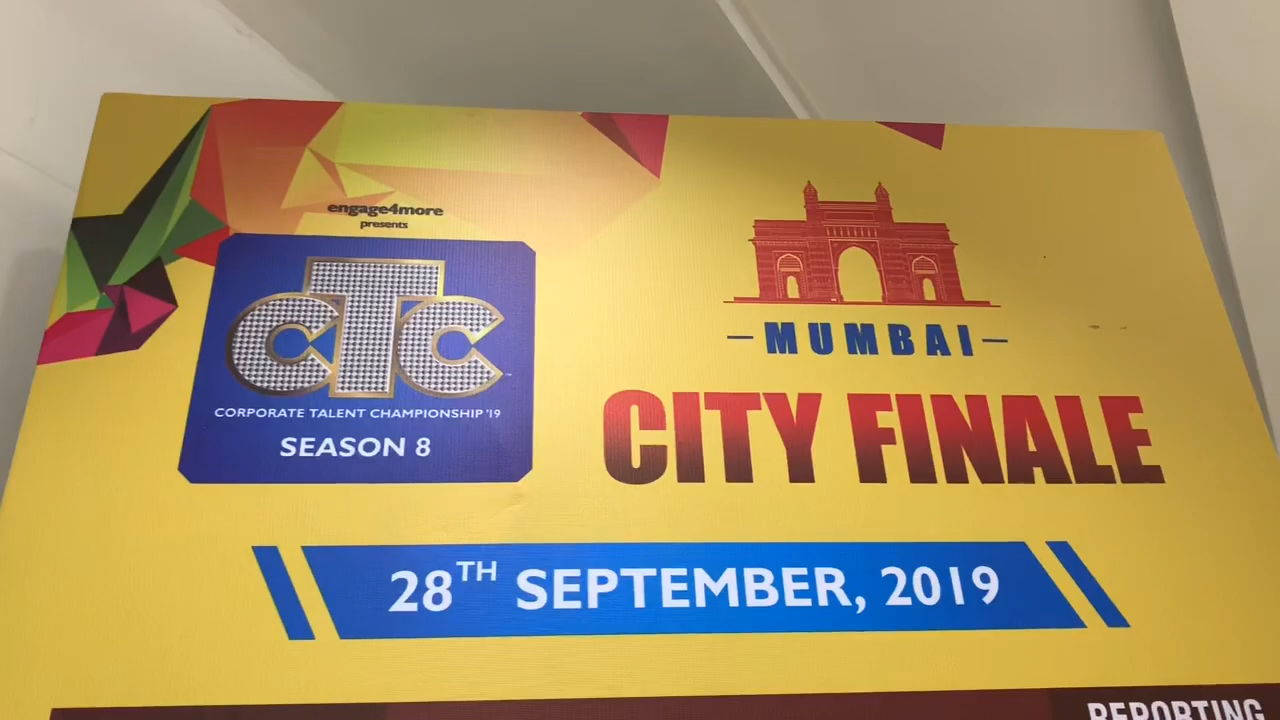 engage4more
presents
CTC
CORPORATE TALENT CHAMPIONSHIP '19
SEASON 8
MUMBAI
CITY FINALE
28TH SEPTEMBER, 2019
REPORTING